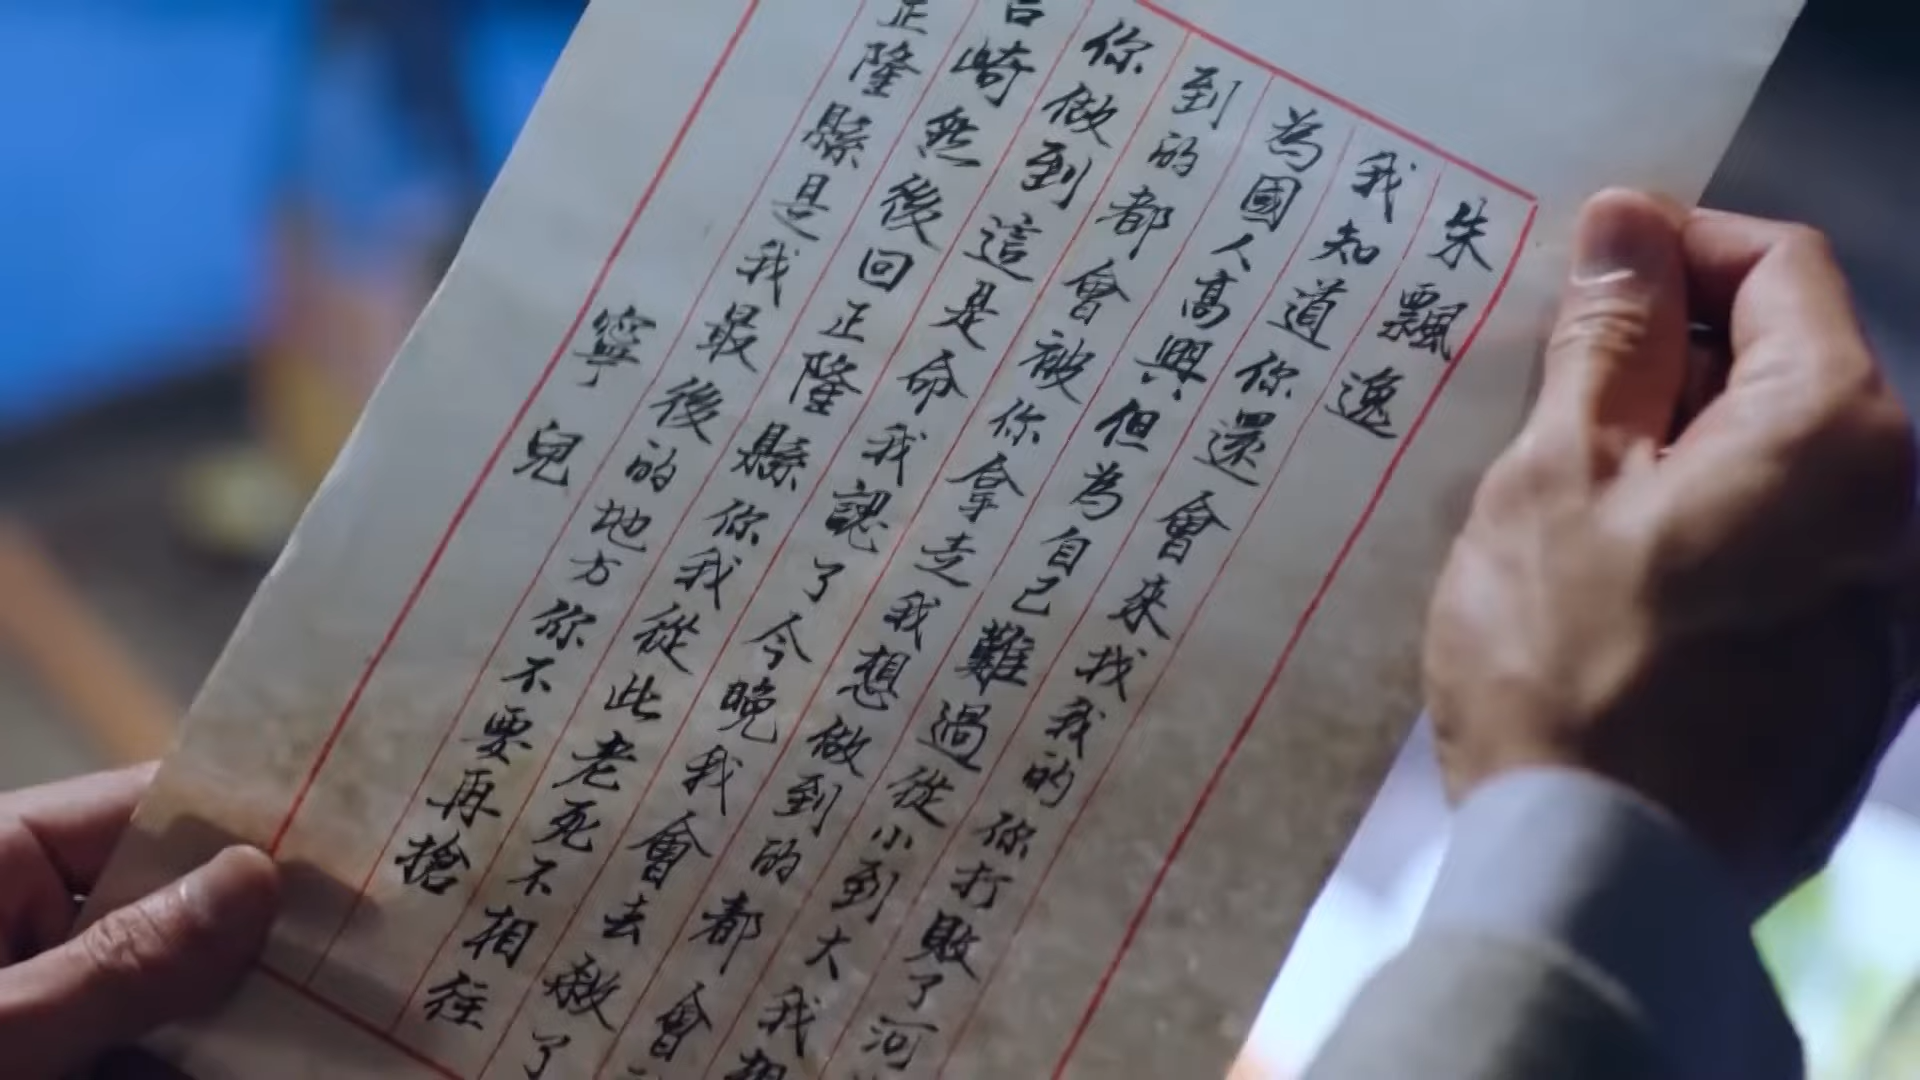 朱飄逸
我知道你還會来找我的你打敗了河
為國人高興但為自己難過從小到大我想
到的都會被你拿走我想做到的都會
你做到這是命我認了今晚我會去救了
宮崎然後回正隆縣你我從此老死不相往
正隆縣是我最後的地方你不要再搶
寧兒